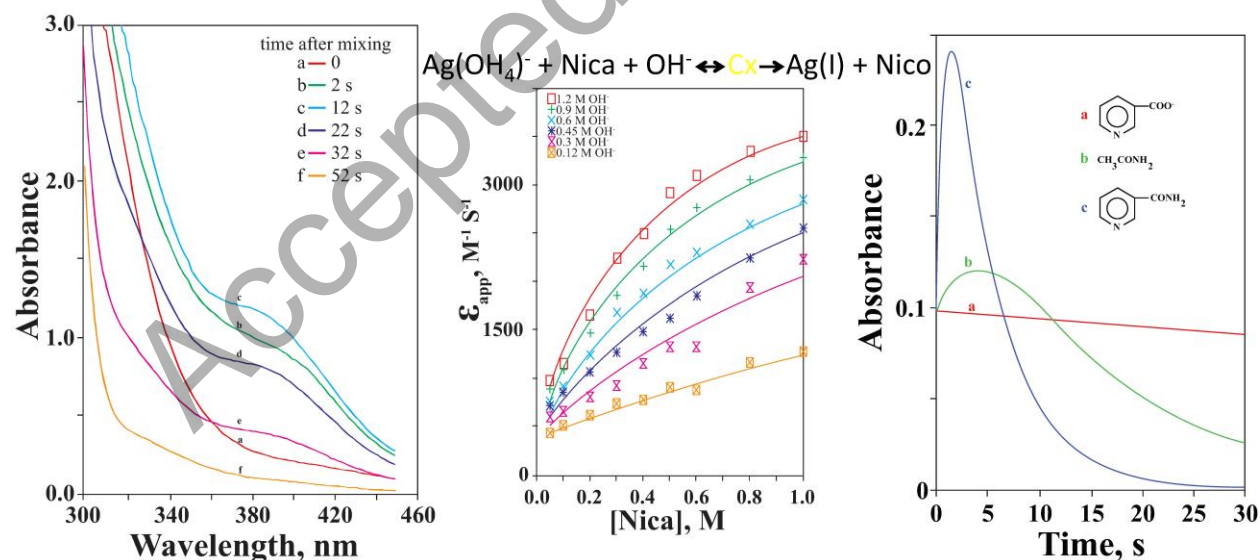 Accepted
3.0
2.0
1.0
0.0
Absorbance
300
340
380
420
460
Wavelength, nm
time after mixing
a 0
b 2 s
c 12 s
d 22 s
e 32 s
f 52 s
c
b
d
e
a
f
Ag(OH₄)⁻ + Nica + OH⁻ ↔ Cx → Ag(I) + Nico
1.2 M OH⁻
0.9 M OH⁻
0.6 M OH⁻
0.45 M OH⁻
0.3 M OH⁻
0.12 M OH⁻
3000
1500
0
εapp, M⁻¹ S⁻¹
0.0
0.2
0.4
0.6
0.8
1.0
[Nica], M
0.2
0.1
0
Absorbance
c
b
a
a COO⁻
N
b CH₃CONH₂
c CONH₂
N
0
5
10
15
20
25
30
Time, s